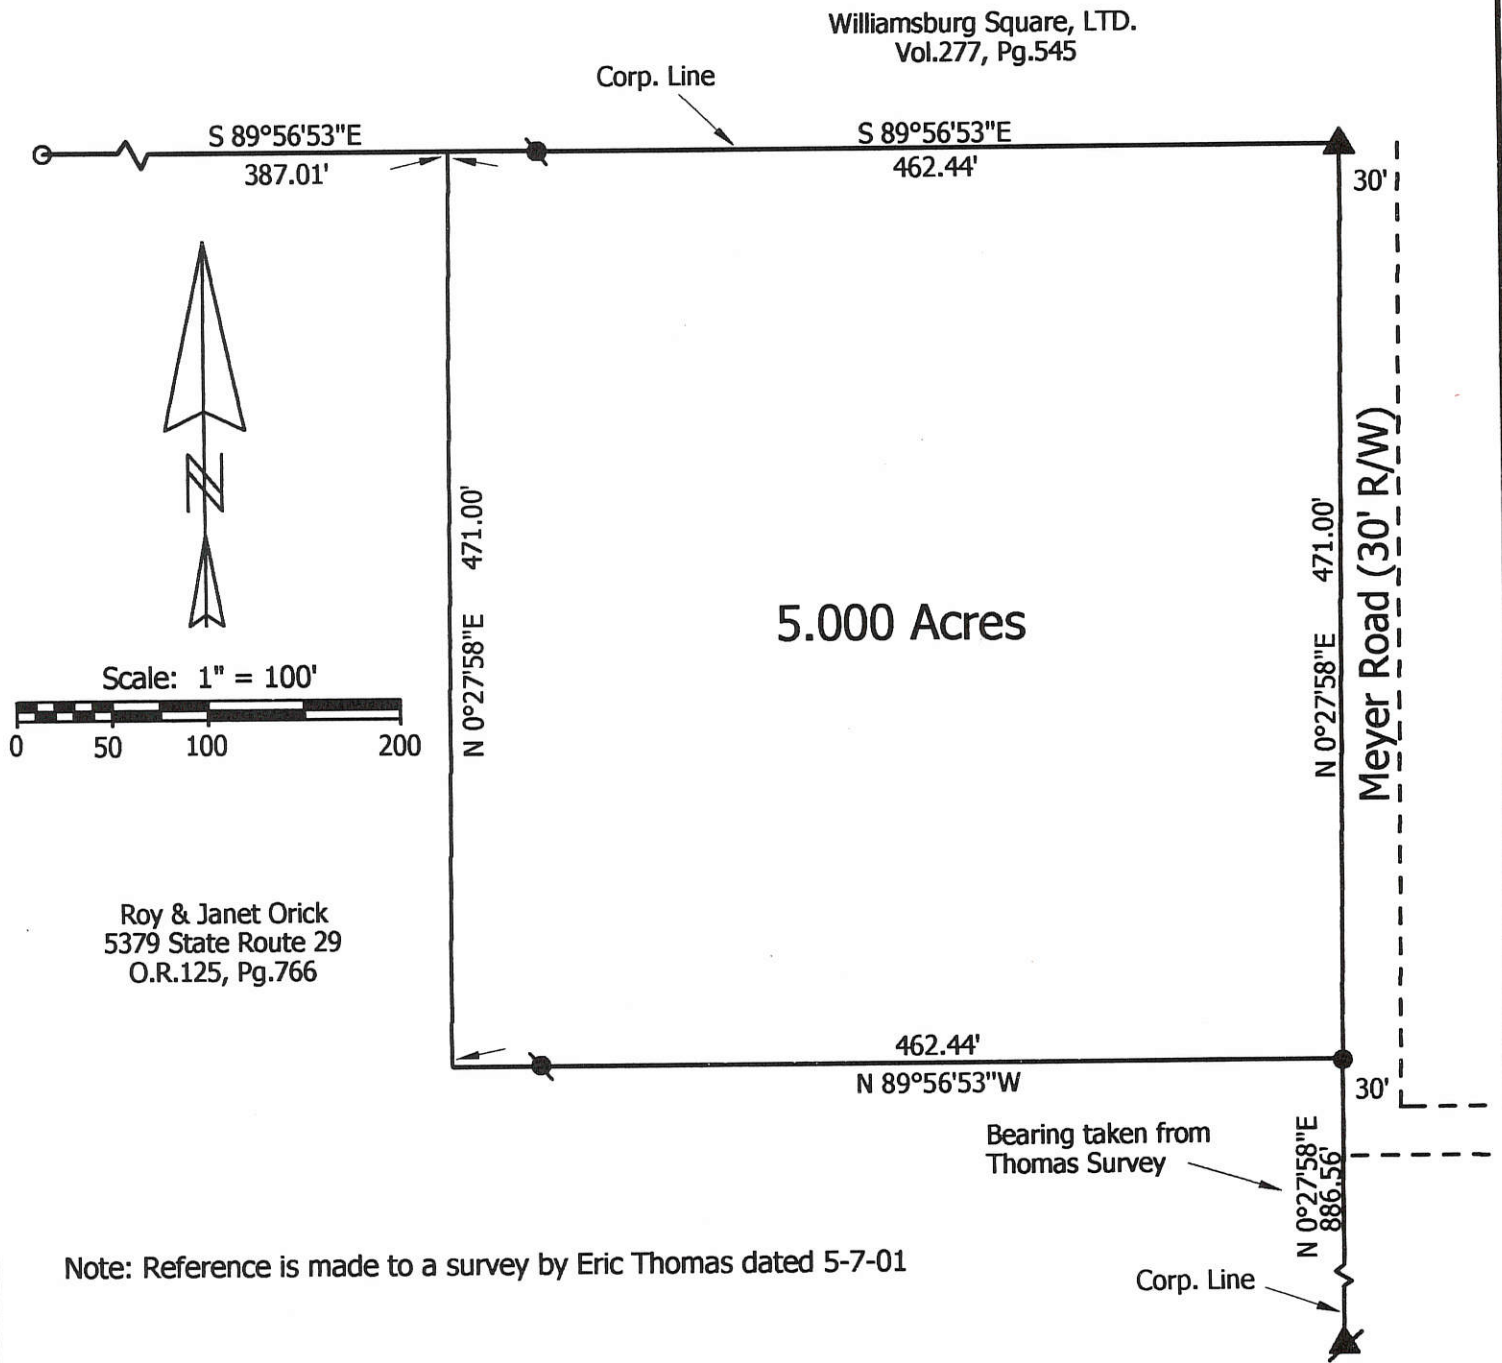 Williamsburg Square, LTD.
Vol.277, Pg.545
Corp. Line
S 89°56'53"E
387.01'
S 89°56'53"E
462.44'
30'
N
Scale: 1" = 100'
0 50 100 200
N 0°27'58"E 471.00'
5.000 Acres
N 0°27'58"E 471.00'
Meyer Road (30' R/W)
Roy & Janet Orick
5379 State Route 29
O.R.125, Pg.766
462.44'
N 89°56'53"W
30'
Bearing taken from
Thomas Survey
N 0°27'58"E
886.56'
Note: Reference is made to a survey by Eric Thomas dated 5-7-01
Corp. Line